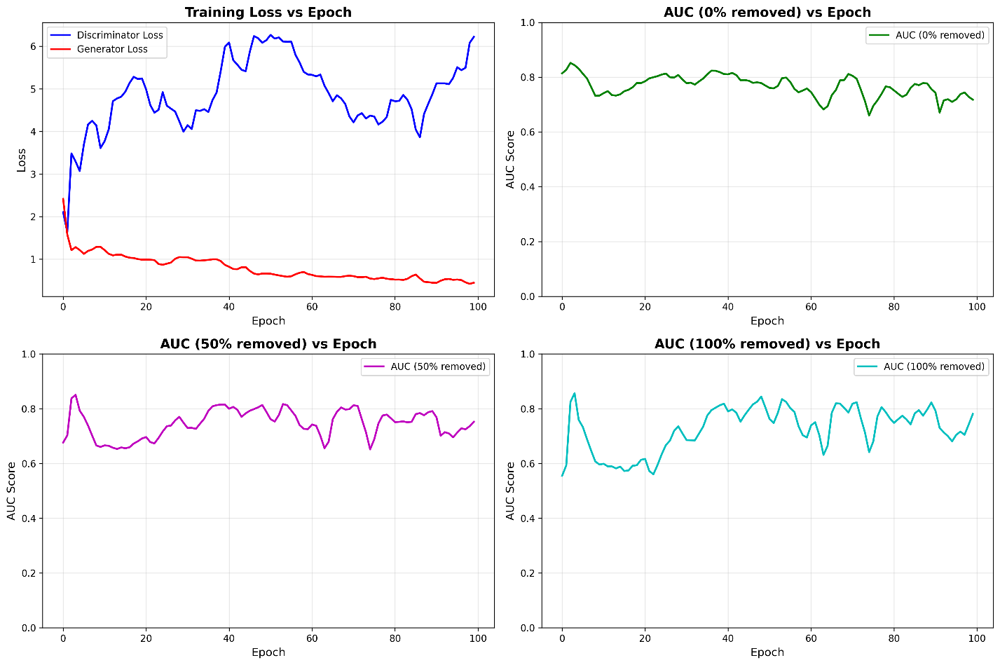 Training Loss vs Epoch
Discriminator Loss
Generator Loss
Loss
6
5
4
3
2
1
0 20 40 60 80 100
Epoch
AUC (0% removed) vs Epoch
AUC (0% removed)
AUC Score
1.0
0.8
0.6
0.4
0.2
0.0
0 20 40 60 80 100
Epoch
AUC (50% removed) vs Epoch
AUC (50% removed)
AUC Score
1.0
0.8
0.6
0.4
0.2
0.0
0 20 40 60 80 100
Epoch
AUC (100% removed) vs Epoch
AUC (100% removed)
AUC Score
1.0
0.8
0.6
0.4
0.2
0.0
0 20 40 60 80 100
Epoch